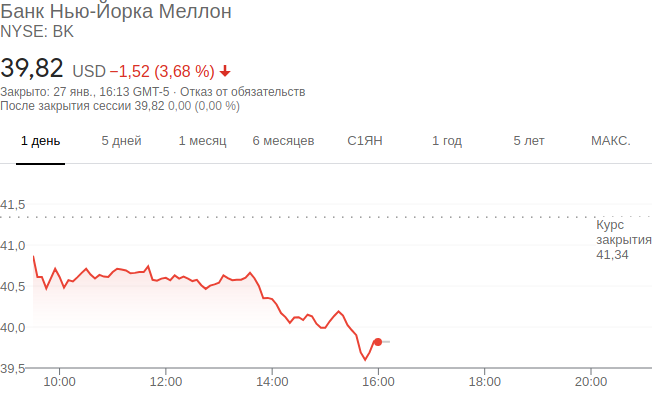 Банк Нью-Йорка Меллон
NYSE: BK
39,82 USD −1,52 (3,68 %)
Закрыто: 27 янв., 16:13 GMT-5 · Отказ от обязательств
После закрытия сессии 39,82 0,00 (0,00 %)
1 день 5 дней 1 месяц 6 месяцев С1ЯН 1 год 5 лет МАКС.
41,5
Курс
закрытия
41,34
41,0
40,5
40,0
39,5
10:00 12:00 14:00 16:00 18:00 20:00